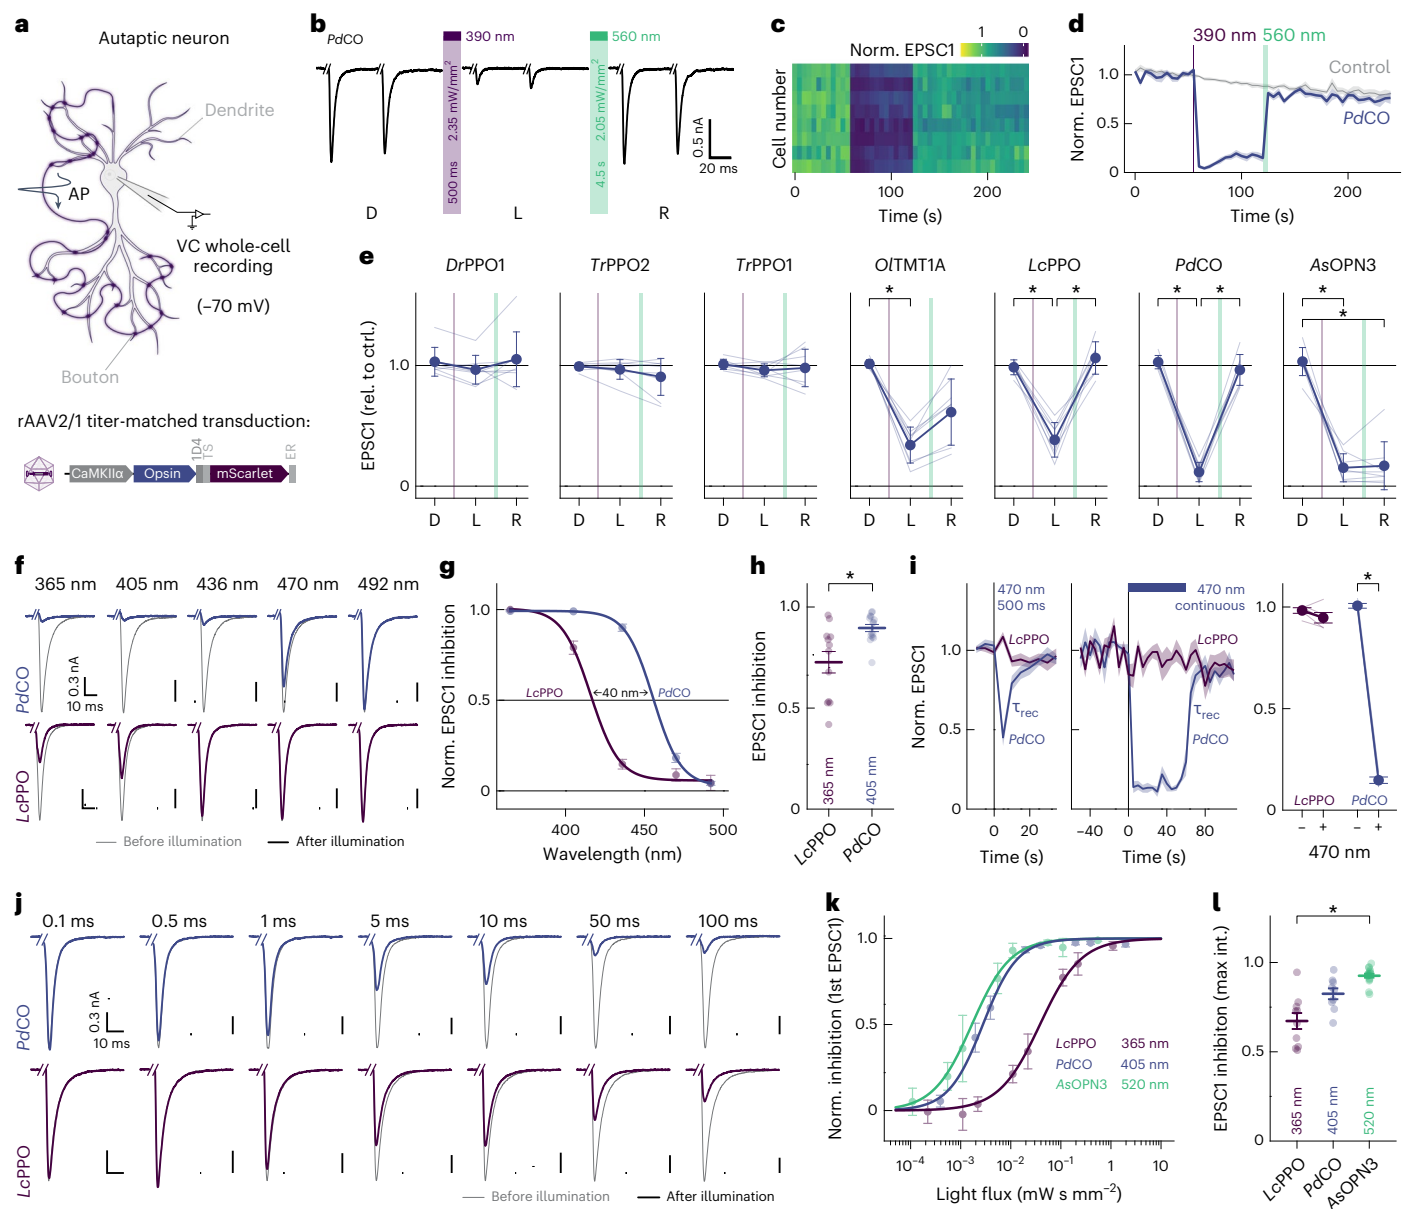 a
Autaptic neuron
Dendrite
AP
VC whole-cell
recording
(–70 mV)
Bouton
rAAV2/1 titer-matched transduction:
CaMKIIα
Opsin
1D4
TS
mScarlet
ER
b
PdCO
390 nm
560 nm
500 ms 2.35 mW/mm²
4.5 s 2.05 mW/mm²
0.5 nA
20 ms
D L R
c
Norm. EPSC1
1 0
Cell number
0 100 200
Time (s)
d
390 nm 560 nm
Control
PdCO
Norm. EPSC1
1.0
0.5
0
0 100 200
Time (s)
e
DrPPO1 TrPPO2 TrPPO1 OlTMT1A LcPPO PdCO AsOPN3
* * * * * * *
EPSC1 (rel. to ctrl.)
1.0
0
D L R D L R D L R D L R D L R D L R D L R
f
365 nm 405 nm 436 nm 470 nm 492 nm
PdCO
0.3 nA
10 ms
LcPPO
Before illumination After illumination
g
Norm. EPSC1 inhibition
1.0
0.5
0
LcPPO 40 nm PdCO
400 450 500
Wavelength (nm)
h
*
EPSC1 inhibition
1.0
0.5
0
365 nm
405 nm
LcPPO PdCO
i
Norm. EPSC1
1.0
0.5
0
470 nm
500 ms
LcPPO
τrec
PdCO
0 20
Time (s)
470 nm
continuous
LcPPO
τrec
PdCO
−40 0 40 80
Time (s)
*
1.0
0.5
0
LcPPO PdCO
– + – +
470 nm
j
0.1 ms 0.5 ms 1 ms 5 ms 10 ms 50 ms 100 ms
PdCO
0.3 nA
10 ms
LcPPO
Before illumination After illumination
k
Norm. inhibition (1st EPSC1)
1.0
0.5
0
LcPPO 365 nm
PdCO 405 nm
AsOPN3 520 nm
10⁻⁴ 10⁻³ 10⁻² 10⁻¹ 1 10
Light flux (mW s mm⁻²)
l
*
EPSC1 inhibiton (max int.)
1.0
0.5
0
365 nm
405 nm
520 nm
LcPPO PdCO AsOPN3